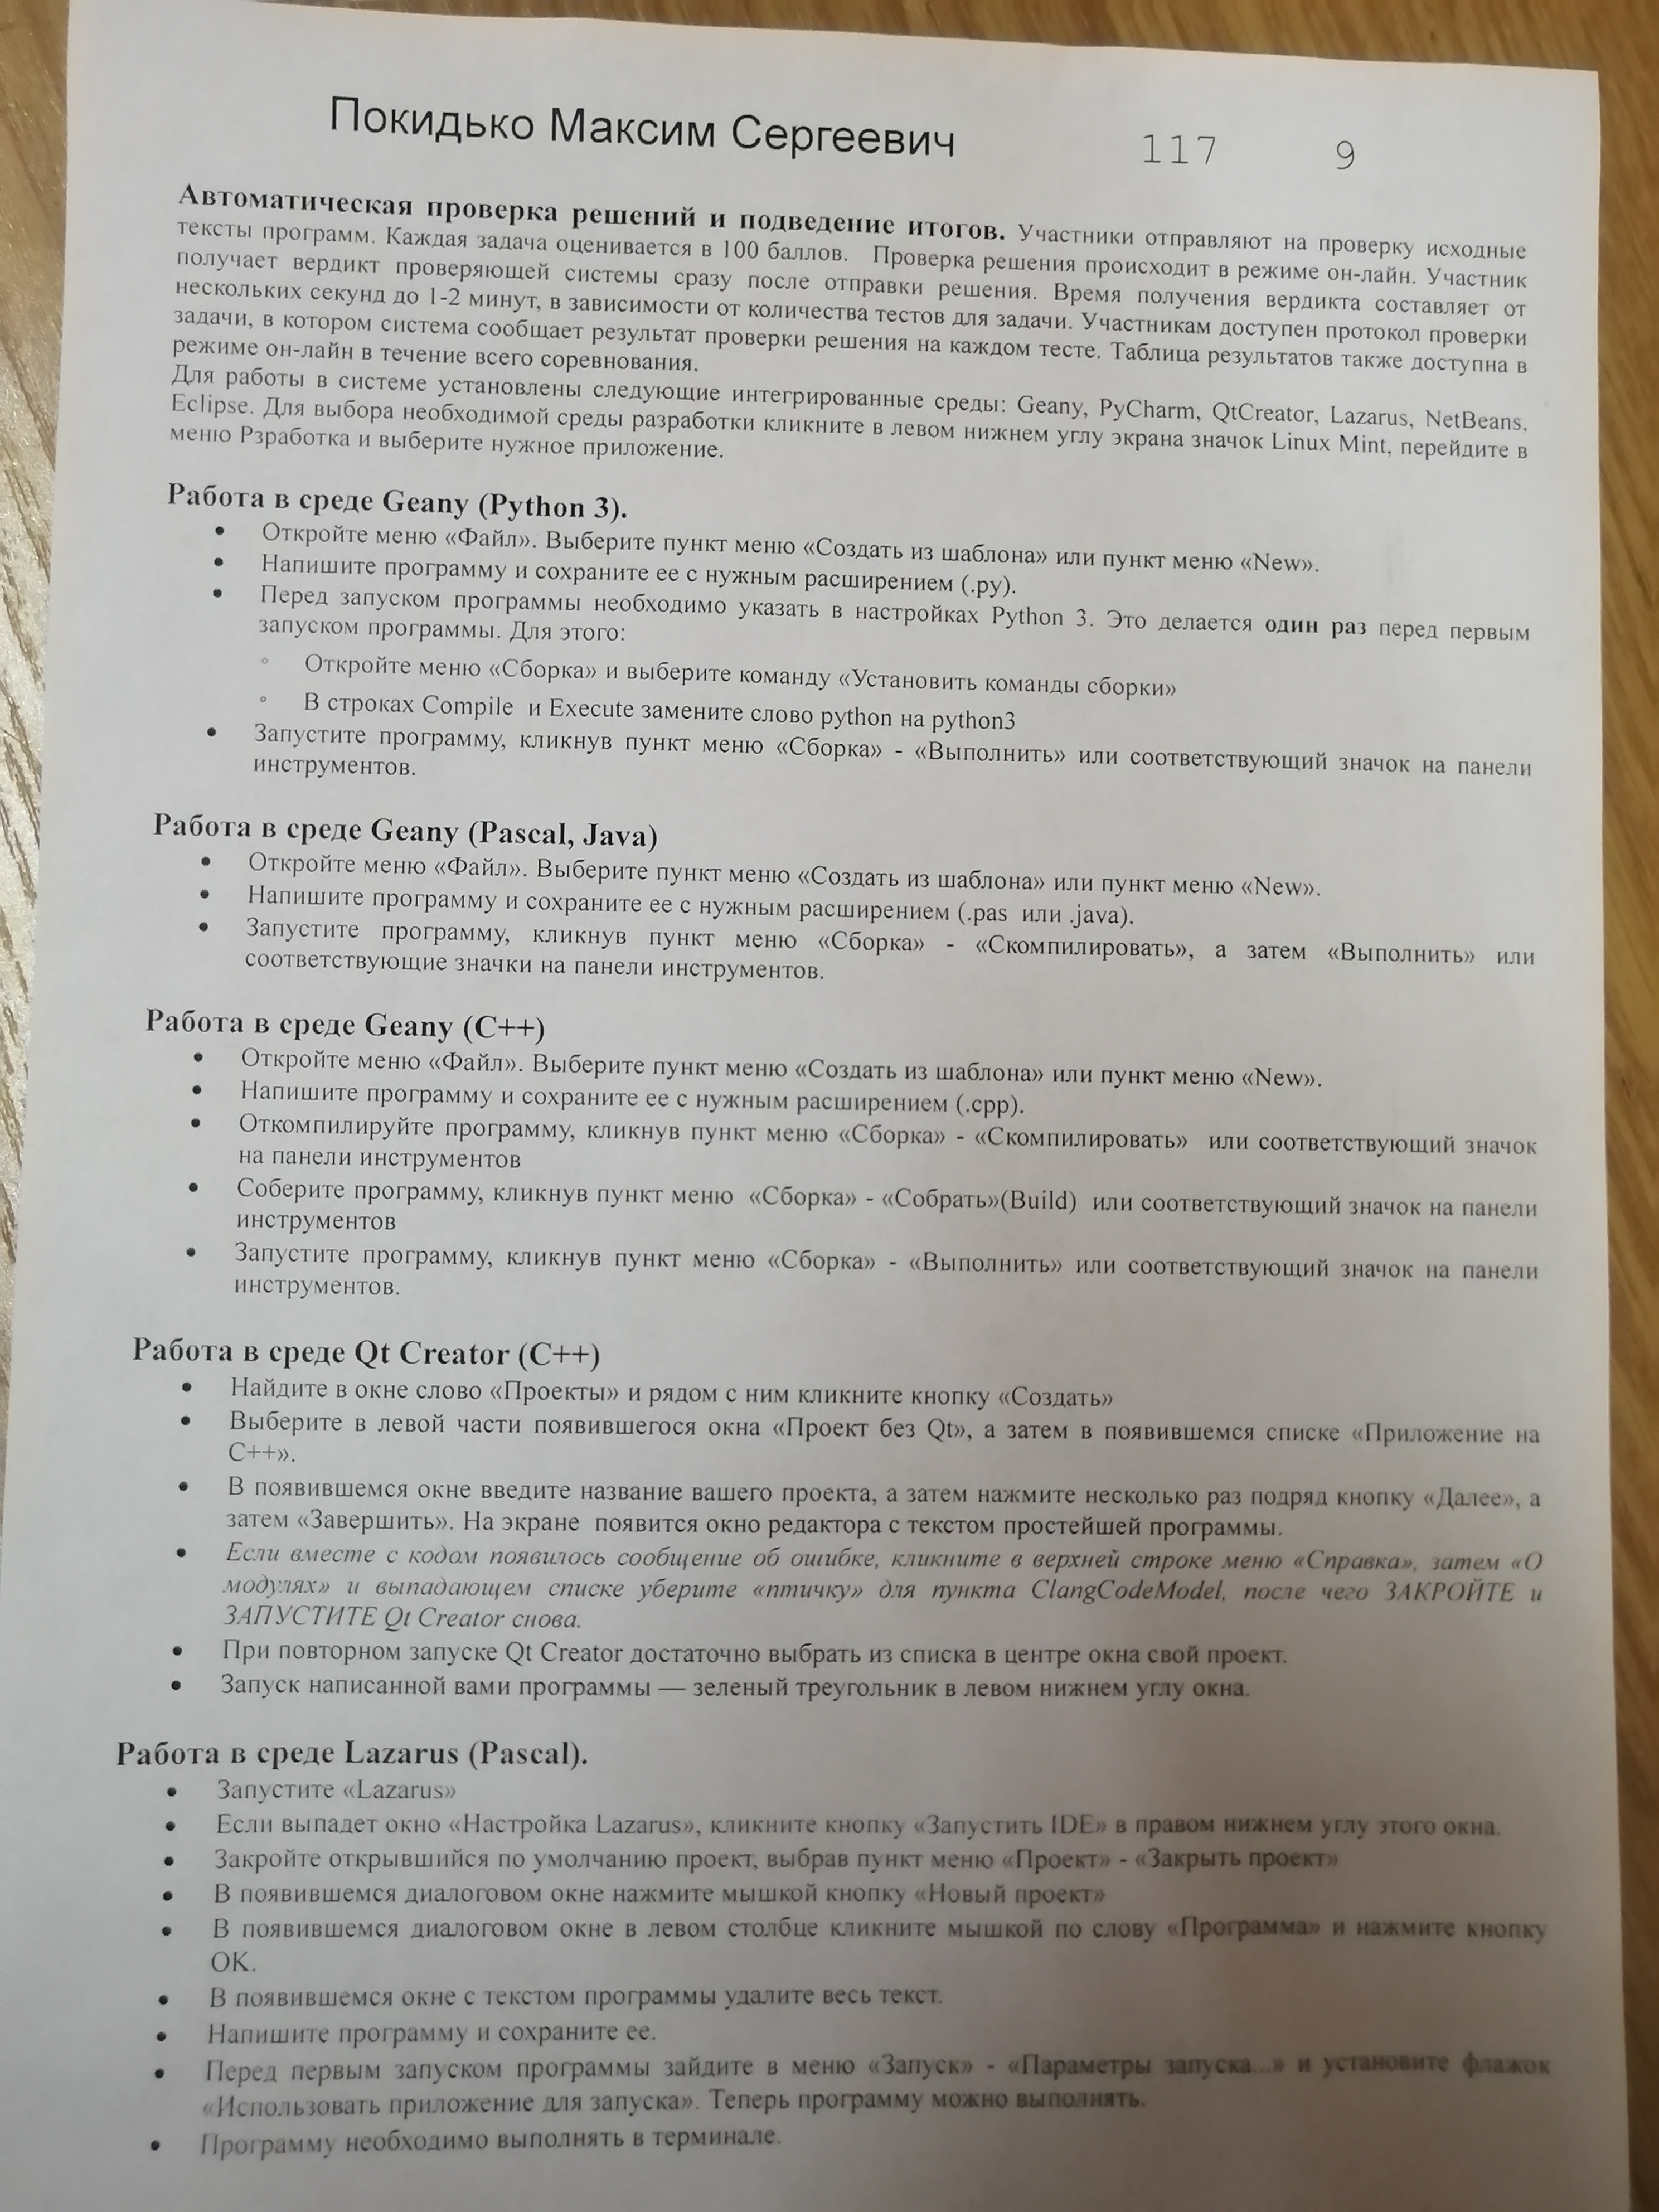 Покидько Максим Сергеевич 117 9
Автоматическая проверка решений и подведение итогов. Участники отправляют на проверку исходные
тексты программ. Каждая задача оценивается в 100 баллов. Проверка решения происходит в режиме он-лайн. Участник
получает вердикт проверяющей системы сразу после отправки решения. Время получения вердикта составляет от
нескольких секунд до 1-2 минут, в зависимости от количества тестов для задачи. Участникам доступен протокол проверки
задачи, в котором система сообщает результат проверки решения на каждом тесте. Таблица результатов также доступна в
режиме он-лайн в течение всего соревнования.
Для работы в системе установлены следующие интегрированные среды: Geany, PyCharm, QtCreator, Lazarus, NetBeans,
Eclipse. Для выбора необходимой среды разработки кликните в левом нижнем углу экрана значок Linux Mint, перейдите в
меню Рзработка и выберите нужное приложение.
Работа в среде Geany (Python 3).
• Откройте меню «Файл». Выберите пункт меню «Создать из шаблона» или пункт меню «New».
• Напишите программу и сохраните ее с нужным расширением (.py).
• Перед запуском программы необходимо указать в настройках Python 3. Это делается один раз перед первым
запуском программы. Для этого:
◦ Откройте меню «Сборка» и выберите команду «Установить команды сборки»
◦ В строках Compile и Execute замените слово python на python3
• Запустите программу, кликнув пункт меню «Сборка» - «Выполнить» или соответствующий значок на панели
инструментов.
Работа в среде Geany (Pascal, Java)
• Откройте меню «Файл». Выберите пункт меню «Создать из шаблона» или пункт меню «New».
• Напишите программу и сохраните ее с нужным расширением (.pas или .java).
• Запустите программу, кликнув пункт меню «Сборка» - «Скомпилировать», а затем «Выполнить» или
соответствующие значки на панели инструментов.
Работа в среде Geany (C++)
• Откройте меню «Файл». Выберите пункт меню «Создать из шаблона» или пункт меню «New».
• Напишите программу и сохраните ее с нужным расширением (.cpp).
• Откомпилируйте программу, кликнув пункт меню «Сборка» - «Скомпилировать» или соответствующий значок
на панели инструментов
• Соберите программу, кликнув пункт меню «Сборка» - «Собрать»(Build) или соответствующий значок на панели
инструментов
• Запустите программу, кликнув пункт меню «Сборка» - «Выполнить» или соответствующий значок на панели
инструментов.
Работа в среде Qt Creator (C++)
• Найдите в окне слово «Проекты» и рядом с ним кликните кнопку «Создать»
• Выберите в левой части появившегося окна «Проект без Qt», а затем в появившемся списке «Приложение на
C++».
• В появившемся окне введите название вашего проекта, а затем нажмите несколько раз подряд кнопку «Далее», а
затем «Завершить». На экране появится окно редактора с текстом простейшей программы.
• Если вместе с кодом появилось сообщение об ошибке, кликните в верхней строке меню «Справка», затем «О
модулях» и выпадающем списке уберите «птичку» для пункта ClangCodeModel, после чего ЗАКРОЙТЕ и
ЗАПУСТИТЕ Qt Creator снова.
• При повторном запуске Qt Creator достаточно выбрать из списка в центре окна свой проект.
• Запуск написанной вами программы — зеленый треугольник в левом нижнем углу окна.
Работа в среде Lazarus (Pascal).
• Запустите «Lazarus»
• Если выпадет окно «Настройка Lazarus», кликните кнопку «Запустить IDE» в правом нижнем углу этого окна.
• Закройте открывшийся по умолчанию проект, выбрав пункт меню «Проект» - «Закрыть проект»
• В появившемся диалоговом окне нажмите мышкой кнопку «Новый проект»
• В появившемся диалоговом окне в левом столбце кликните мышкой по слову «Программа» и нажмите кнопку
ОК.
• В появившемся окне с текстом программы удалите весь текст.
• Напишите программу и сохраните ее.
• Перед первым запуском программы зайдите в меню «Запуск» - «Параметры запуска...» и установите флажок
«Использовать приложение для запуска». Теперь программу можно выполнять.
• Программу необходимо выполнять в терминале.